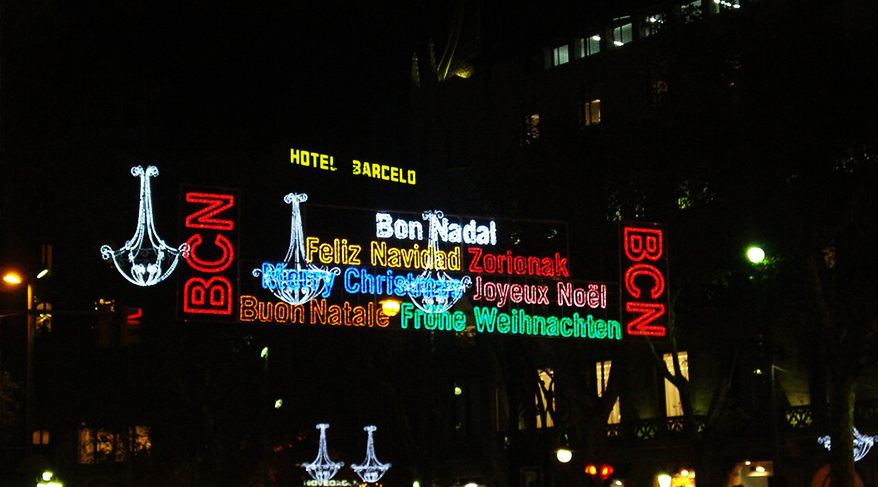 HOTEL BARCELO
BCN
Bon Nadal
Feliz Navidad Zorionak
Merry Christmas Joyeux Noël
Buon Natale Frohe Weihnachten
BCN